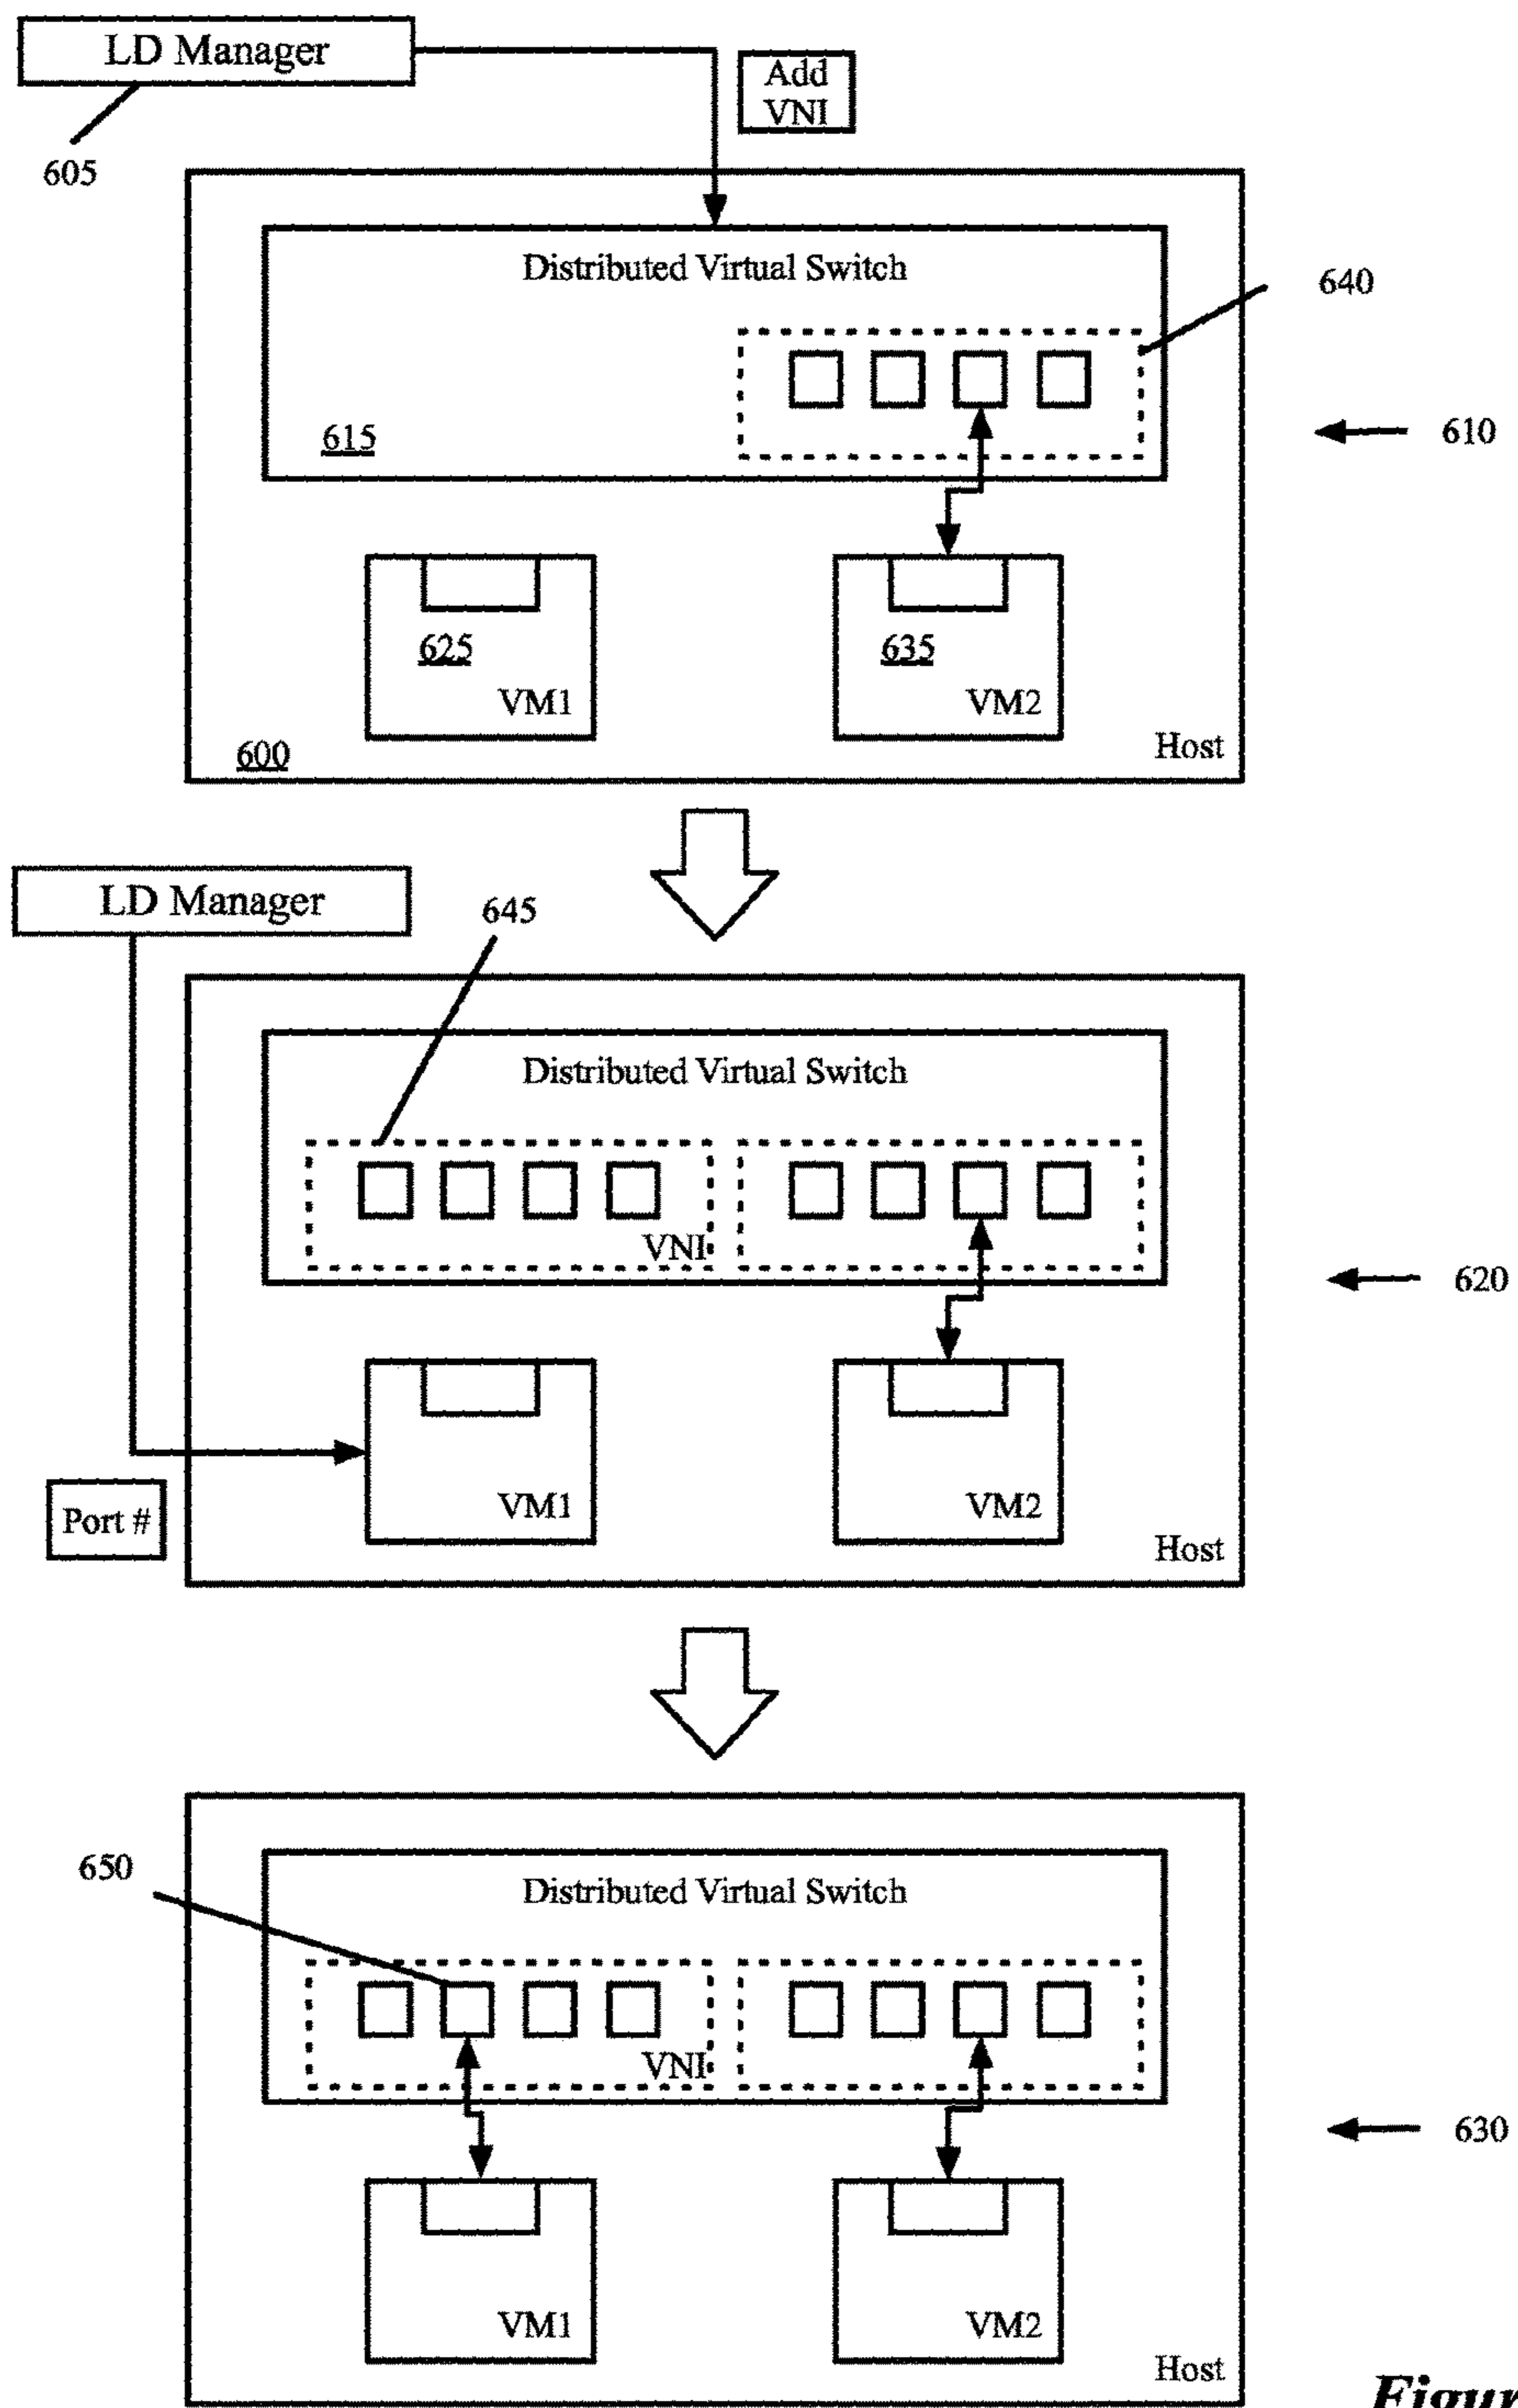 LD Manager
Add
VNI
605
Distributed Virtual Switch
640
615
610
625
635
VM1
VM2
600
Host
LD Manager
645
Distributed Virtual Switch
VNI
620
VM1
VM2
Port #
Host
650
Distributed Virtual Switch
VNI
630
VM1
VM2
Host